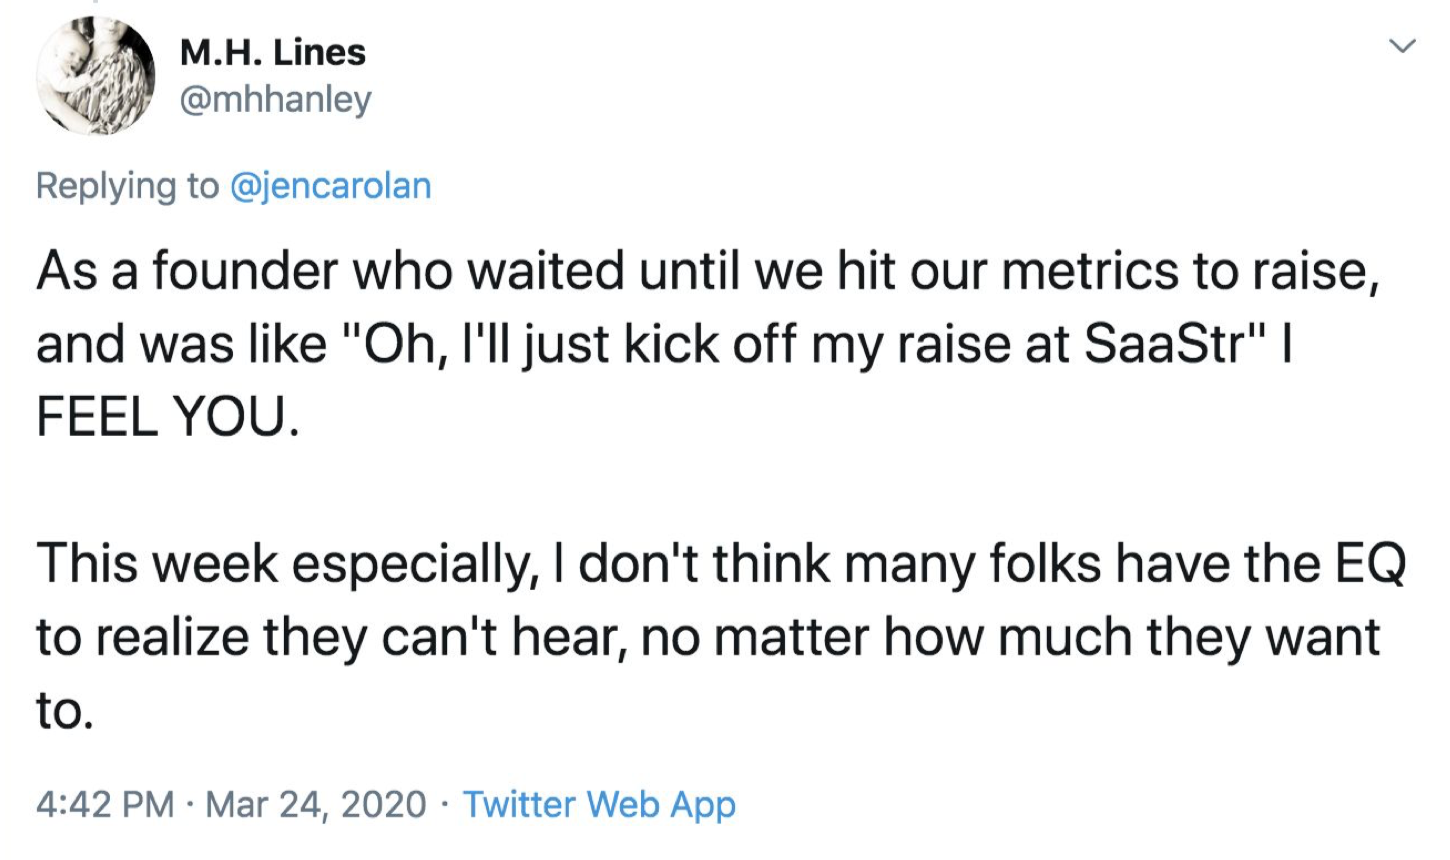 M.H. Lines
@mhhanley
Replying to @jencarolan
As a founder who waited until we hit our metrics to raise,
and was like "Oh, I'll just kick off my raise at SaaStr" I
FEEL YOU.
This week especially, I don't think many folks have the EQ
to realize they can't hear, no matter how much they want
to.
4:42 PM · Mar 24, 2020 · Twitter Web App